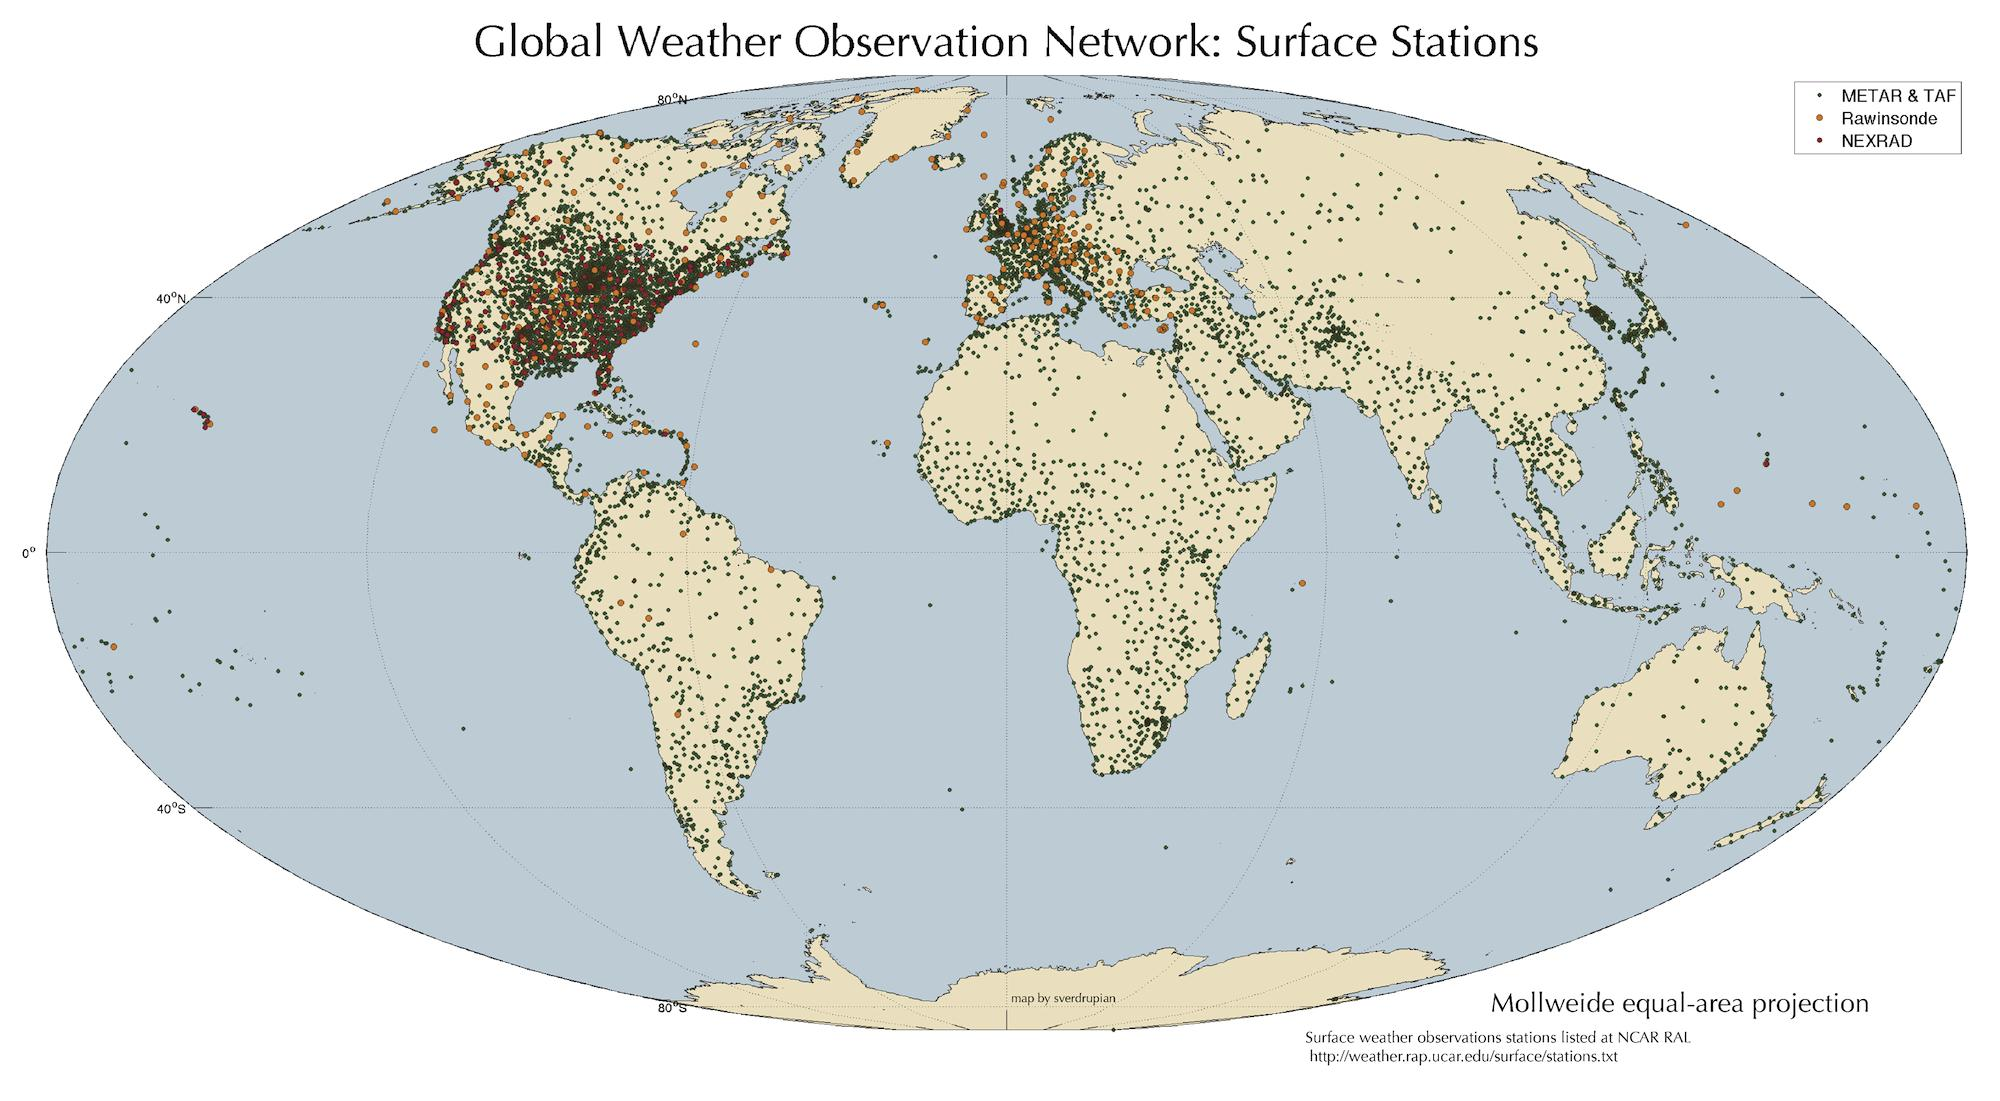 Global Weather Observation Network: Surface Stations
METAR & TAF
Rawinsonde
NEXRAD
80°N
40°N
0°
40°S
80°S
map by sverdrupian
Mollweide equal-area projection
Surface weather observations stations listed at NCAR RAL
http://weather.rap.ucar.edu/surface/stations.txt